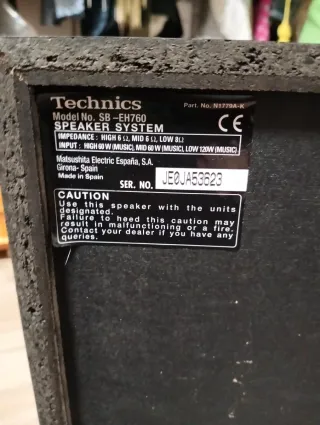 Technics
Part. No. N1779A-K
Model No. SB-EH760
SPEAKER SYSTEM
CE
IMPEDANCE : HIGH 6 Ω, MID 6 Ω, LOW 8Ω
INPUT : HIGH 60 W (MUSIC), MID 60 W (MUSIC), LOW 120W (MUSIC)
Matsushita Electric España, S.A.
Girona- Spain
Made in Spain
SER. NO. JE0JA53623
CAUTION
Use this speaker with the units
designated.
Failure to heed this caution may
result in malfunctioning or a fire.
Contact your dealer if you have any
queries.